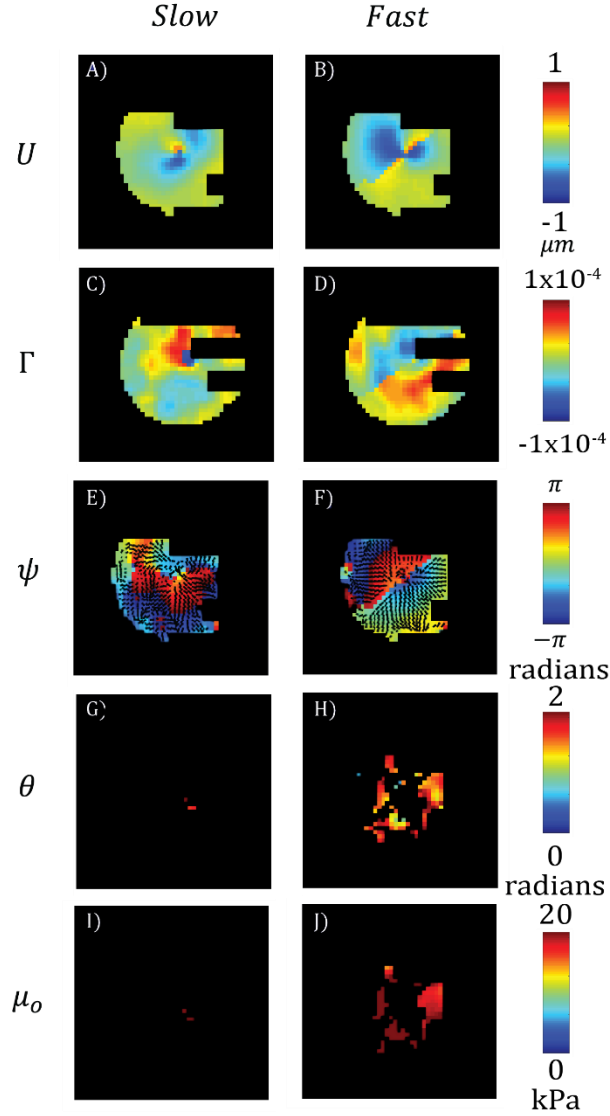 Slow Fast
A) B) 1
U
-1
μm
C) D) 1x10⁻⁴
Γ
-1x10⁻⁴
E) F) π
ψ
−π
radians
G) H) 2
θ
0
radians
I) J) 20
μₒ
0
kPa